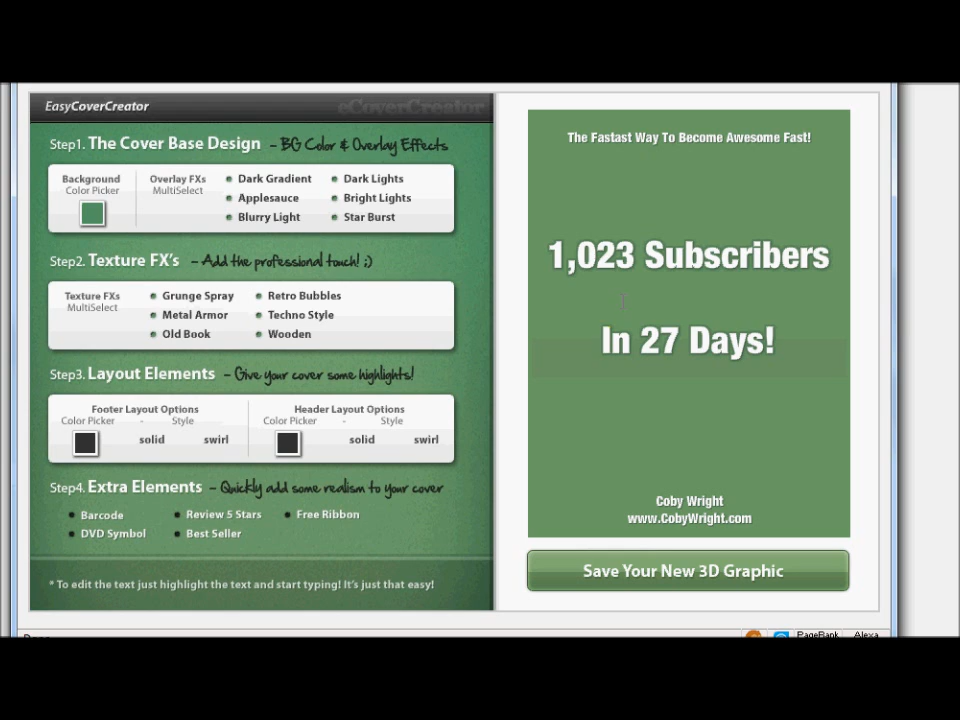 EasyCoverCreator
eCoverCreator
Step1. The Cover Base Design - BG Color & Overlay Effects
Background
Color Picker
Overlay FXs
MultiSelect
Dark Gradient
Dark Lights
Applesauce
Bright Lights
Blurry Light
Star Burst
Step2. Texture FX's - Add the professional touch! ;)
Texture FXs
MultiSelect
Grunge Spray
Retro Bubbles
Metal Armor
Techno Style
Old Book
Wooden
Step3. Layout Elements - Give your cover some highlights!
Footer Layout Options
Color Picker - Style
solid swirl
Header Layout Options
Color Picker - Style
solid swirl
Step4. Extra Elements - Quickly add some realism to your cover
Barcode
Review 5 Stars
Free Ribbon
DVD Symbol
Best Seller
* To edit the text just highlight the text and start typing! It's just that easy!
The Fastast Way To Become Awesome Fast!
1,023 Subscribers
In 27 Days!
Coby Wright
www.CobyWright.com
Save Your New 3D Graphic
PageRank
Alexa